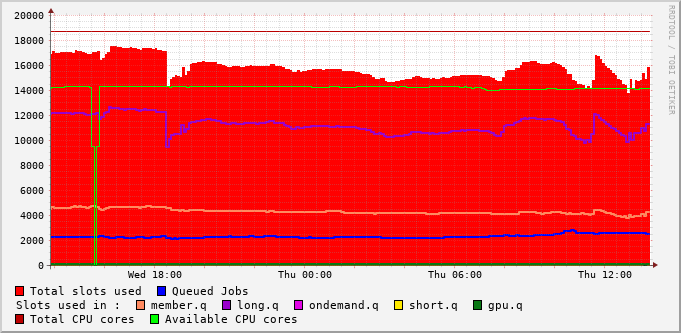 20000
18000
16000
14000
12000
10000
8000
6000
4000
2000
0
Wed 18:00 Thu 00:00 Thu 06:00 Thu 12:00
Total slots used Queued Jobs
Slots used in : member.q long.q ondemand.q short.q gpu.q
Total CPU cores Available CPU cores
RRDTOOL / TOBI OETIKER